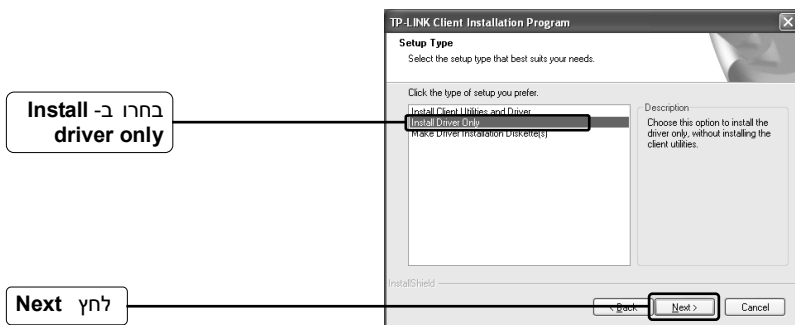 TP-LINK Client Installation Program
Setup Type
Select the setup type that best suits your needs.
Click the type of setup you prefer.
Install Client Utilities and Driver
Install Driver Only
Make Driver Installation Diskette(s)
Description
Choose this option to install the
driver only, without installing the
client utilities.
בחרו ב- Install
driver only
InstallShield
< Back
Next >
Cancel
לחץ Next